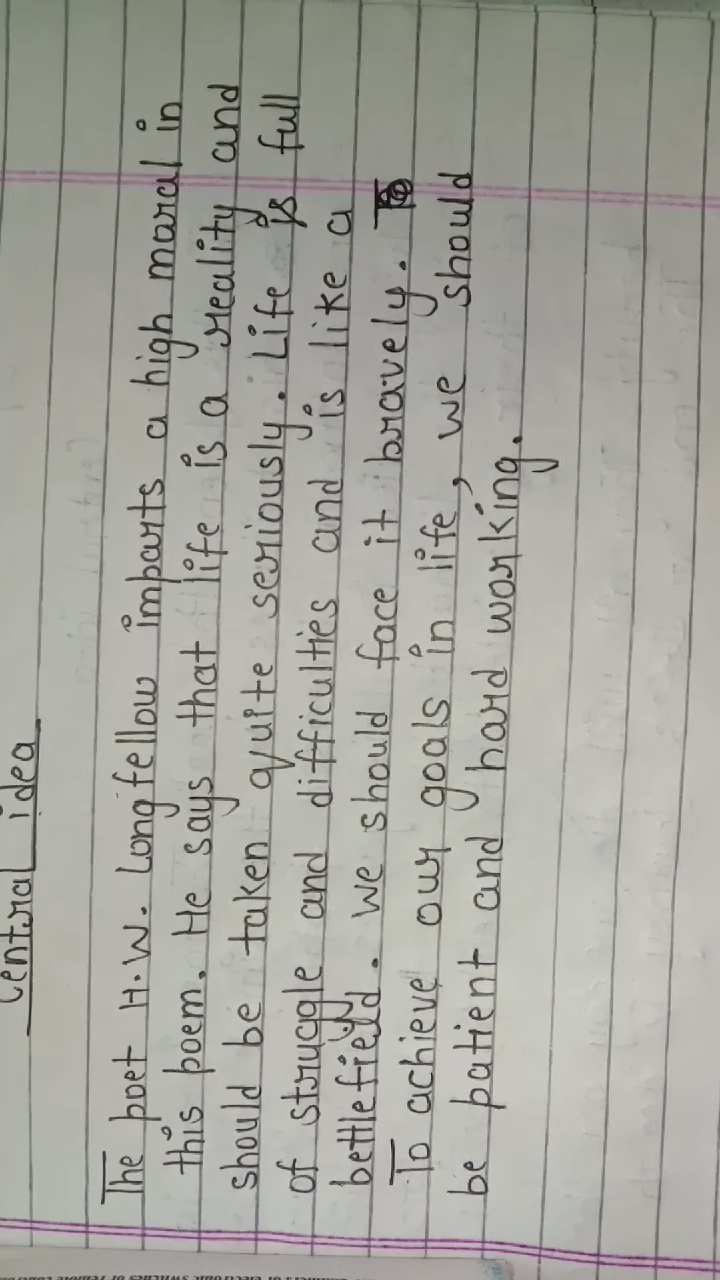 Central idea
The poet H.W. Longfellow imparts a high moral in
this poem. He says that life is a reality and
should be taken quite seriously. Life is full
of struggle and difficulties and is like a
bettlefield. we should face it bravely.
To achieve our goals in life, we should
be patient and hard working.